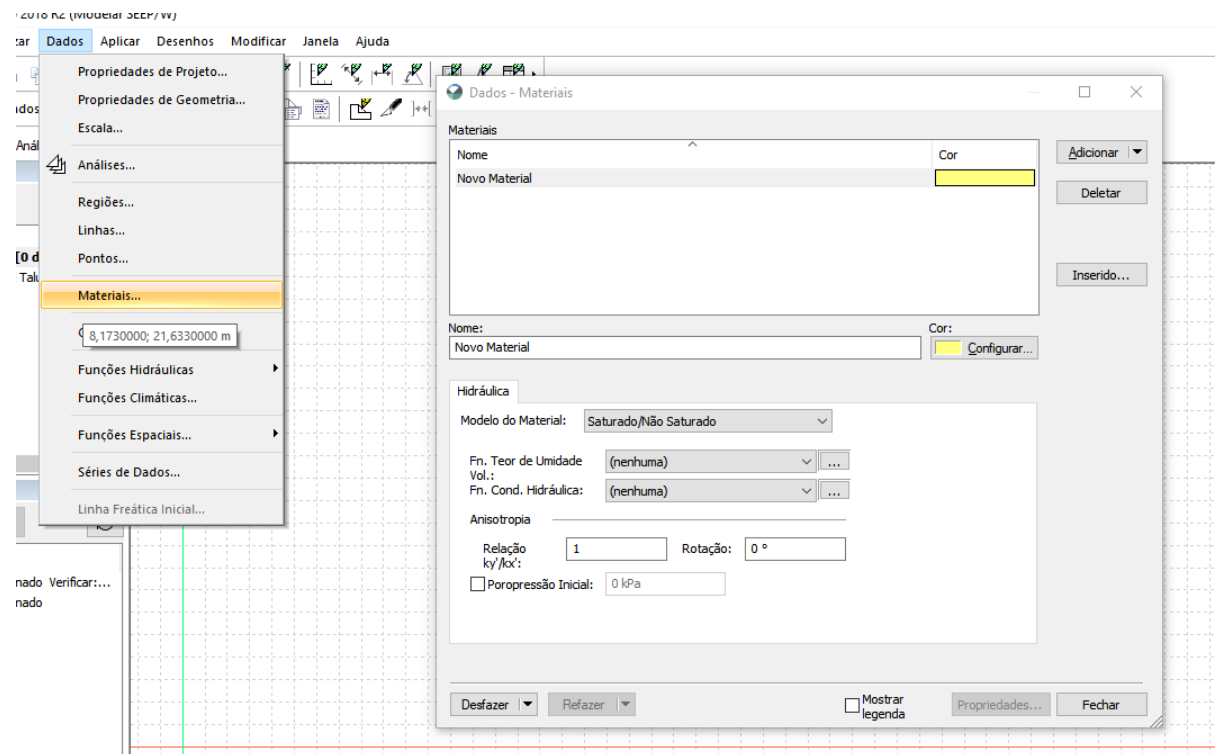 2018 R2 (Modelar SEEP/W)
Dados Aplicar Desenhos Modificar Janela Ajuda
Propriedades de Projeto...
Propriedades de Geometria...
Escala...
Análises...
Regiões...
Linhas...
Pontos...
[0 d
Materiais...
8,1730000; 21,6330000 m
Funções Hidráulicas
Funções Climáticas...
Funções Espaciais...
Séries de Dados...
Linha Freática Inicial...
nado Verificar:...
nado
Dados - Materiais
Materiais
Nome Cor
Novo Material
Adicionar
Deletar
Inserido...
Nome: Cor:
Novo Material Configurar...
Hidráulica
Modelo do Material: Saturado/Não Saturado
Fn. Teor de Umidade Vol.: (nenhuma) ...
Fn. Cond. Hidráulica: (nenhuma) ...
Anisotropia
Relação ky'/kx': 1 Rotação: 0 °
Poropressão Inicial: 0 kPa
Desfazer Refazer Mostrar legenda Propriedades... Fechar